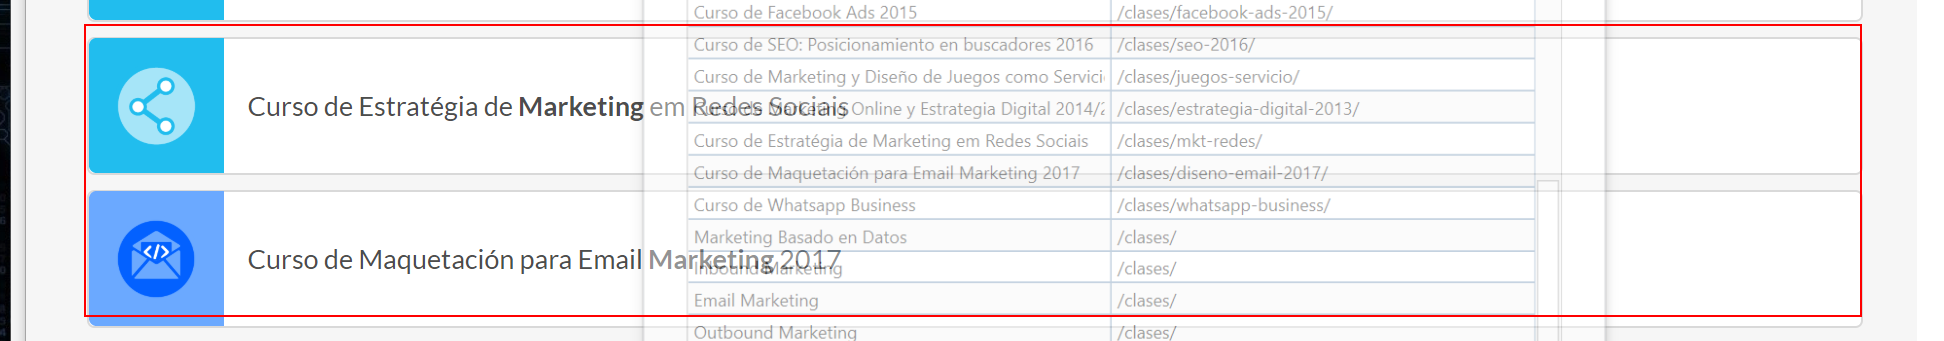 Curso de Facebook Ads 2015 /clases/facebook-ads-2015/
Curso de SEO: Posicionamiento en buscadores 2016 /clases/seo-2016/
Curso de Marketing y Diseño de Juegos como Servici /clases/juegos-servicio/
Curso de Estratégia de Marketing em Redes Sociais
Curso de Marketing Online y Estrategia Digital 2014/2 /clases/estrategia-digital-2013/
Curso de Estratégia de Marketing em Redes Sociais /clases/mkt-redes/
Curso de Maquetación para Email Marketing 2017 /clases/diseno-email-2017/
Curso de Whatsapp Business /clases/whatsapp-business/
Marketing Basado en Datos /clases/
Curso de Maquetación para Email Marketing 2017
Inbound Marketing /clases/
Email Marketing /clases/
Outbound Marketing /clases/